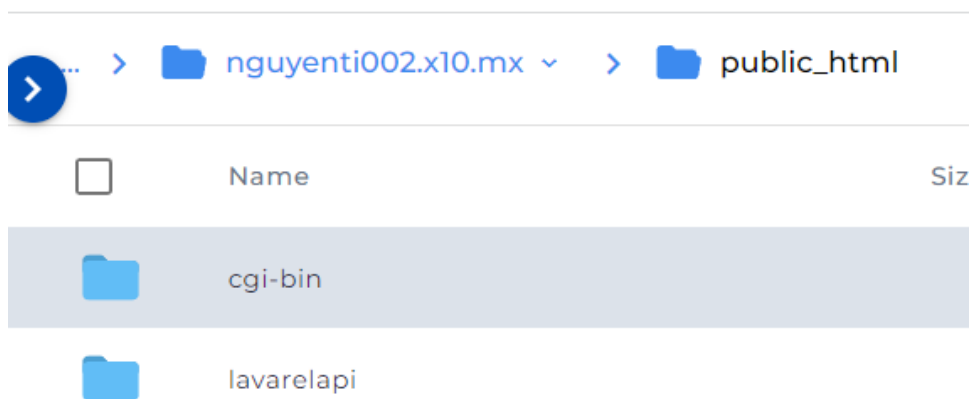 ... nguyenti002.x10.mx public_html
Name Siz
cgi-bin
lavarelapi